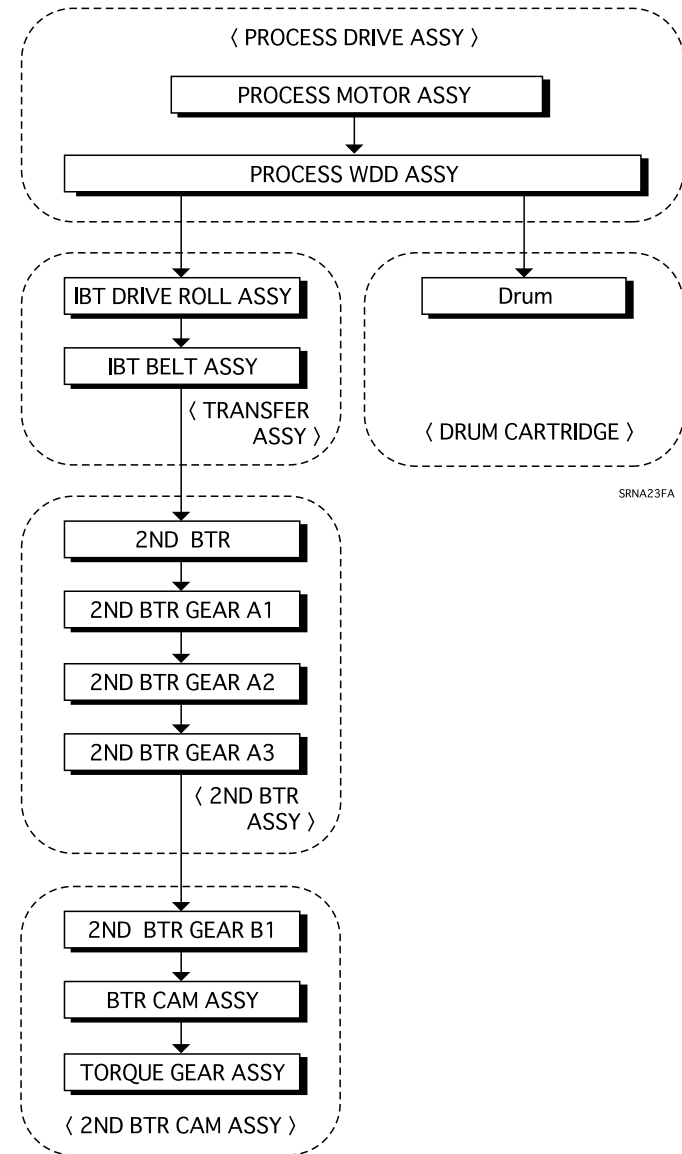 〈 PROCESS DRIVE ASSY 〉
PROCESS MOTOR ASSY
PROCESS WDD ASSY
IBT DRIVE ROLL ASSY
IBT BELT ASSY
〈 TRANSFER
ASSY 〉
Drum
〈 DRUM CARTRIDGE 〉
SRNA23FA
2ND BTR
2ND BTR GEAR A1
2ND BTR GEAR A2
2ND BTR GEAR A3
〈 2ND BTR
ASSY 〉
2ND BTR GEAR B1
BTR CAM ASSY
TORQUE GEAR ASSY
〈 2ND BTR CAM ASSY 〉